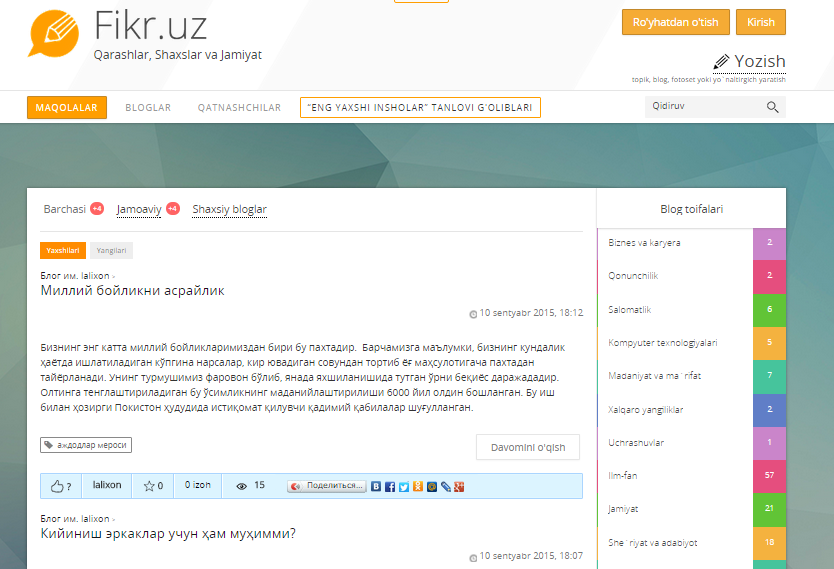 Fikr.uz
Qarashlar, Shaxslar va Jamiyat
Ro'yhatdan o'tish
Kirish
Yozish
topik, blog, fotoset yoki yo`naltirgich yaratish
MAQOLALAR
BLOGLAR
QATNASHCHILAR
"ENG YAXSHI INSHOLAR" TANLOVI G'OLIBLARI
Qidiruv
Barchasi +4
Jamoaviy +4
Shaxsiy bloglar
Yaxshilari
Yangilari
Блог им. lalixon »
Миллий бойликни асрайлик
10 sentyabr 2015, 18:12
Бизнинг энг катта миллий бойликларимиздан бири бу пахтадир. Барчамизга маълумки, бизнинг кундалик
ҳаётда ишлатиладиган кўпгина нарсалар, кир ювадиган совундан тортиб ёғ маҳсулотигача пахтадан
тайёрланади. Унинг турмушимиз фаровон бўлиб, янада яхшиланишида тутган ўрни беқиёс даражададир.
Олтинга тенглаштириладиган бу ўсимликнинг маданийлаштирилиши 6000 йил олдин бошланган. Бу иш
билан ҳозирги Покистон ҳудудида истиқомат қилувчи қадимий қабилалар шуғулланган.
аждодлар мероси
Davomini o'qish
?
lalixon
0
0 izoh
15
Поделиться...
Блог им. lalixon »
Кийиниш эркаклар учун ҳам муҳимми?
10 sentyabr 2015, 18:07
Blog toifalari
Biznes va karyera 2
Qonunchilik 2
Salomatlik 6
Kompyuter texnologiyalari 5
Madaniyat va ma`rifat 7
Xalqaro yangiliklar 2
Uchrashuvlar 1
Ilm-fan 57
Jamiyat 21
She`riyat va adabiyot 18